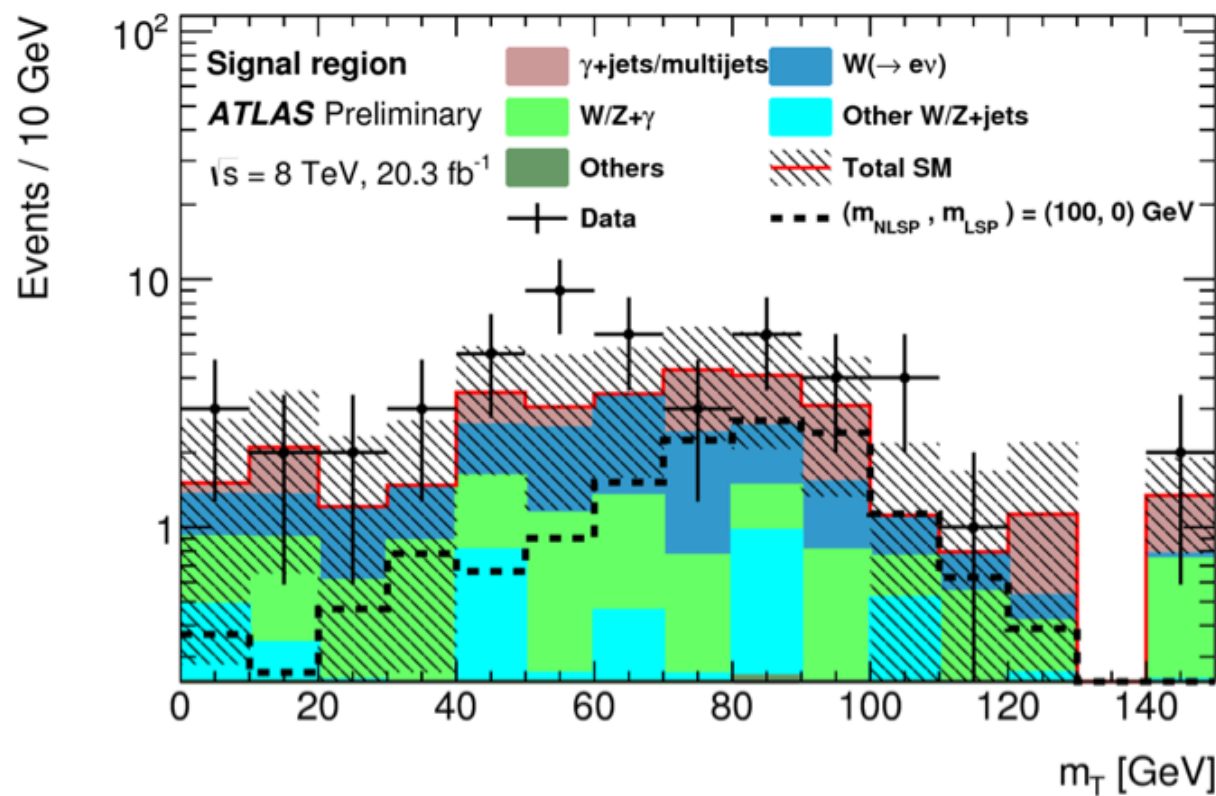 Events / 10 GeV
10²
10
1
Signal region
ATLAS Preliminary
√s = 8 TeV, 20.3 fb⁻¹
γ+jets/multijets
W/Z+γ
Others
Data
W(→ eν)
Other W/Z+jets
Total SM
(m_NLSP , m_LSP ) = (100, 0) GeV
0 20 40 60 80 100 120 140
m_T [GeV]